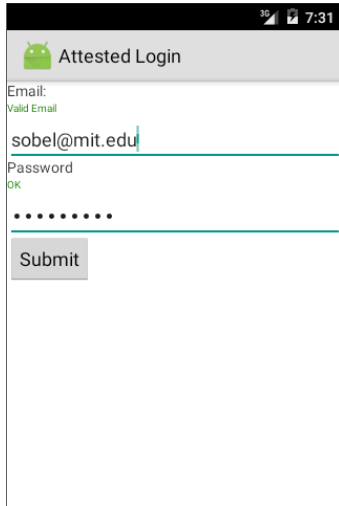 3G 7:31
Attested Login
Email:
Valid Email
sobel@mit.edu
Password
OK
•••••••••
Submit